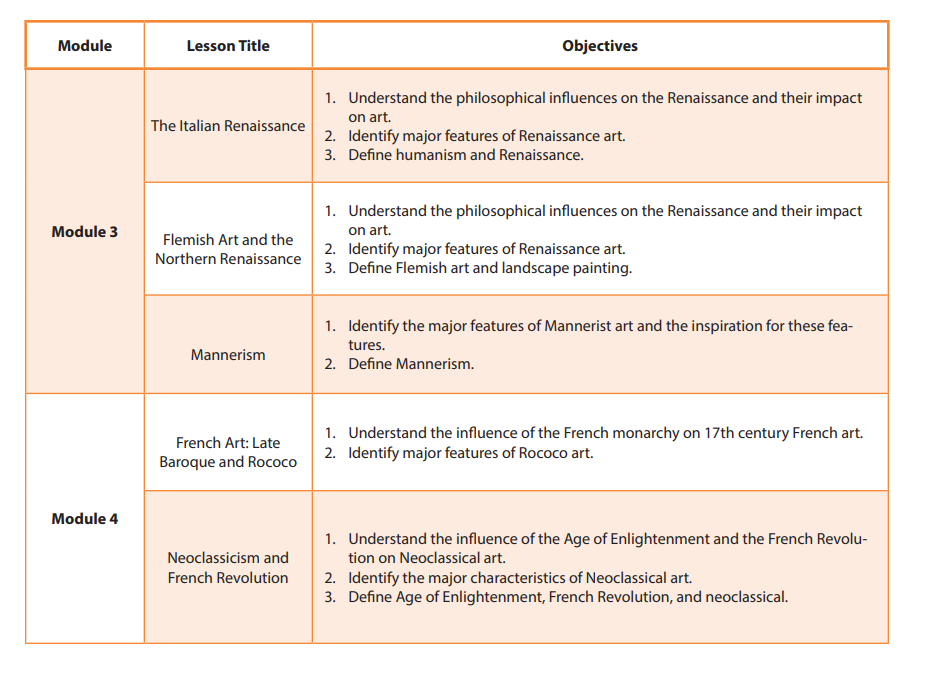 Module
Lesson Title
Objectives
Module 3
The Italian Renaissance
1. Understand the philosophical influences on the Renaissance and their impact
on art.
2. Identify major features of Renaissance art.
3. Define humanism and Renaissance.
Flemish Art and the
Northern Renaissance
1. Understand the philosophical influences on the Renaissance and their impact
on art.
2. Identify major features of Renaissance art.
3. Define Flemish art and landscape painting.
Mannerism
1. Identify the major features of Mannerist art and the inspiration for these fea-
tures.
2. Define Mannerism.
Module 4
French Art: Late
Baroque and Rococo
1. Understand the influence of the French monarchy on 17th century French art.
2. Identify major features of Rococo art.
Neoclassicism and
French Revolution
1. Understand the influence of the Age of Enlightenment and the French Revolu-
tion on Neoclassical art.
2. Identify the major characteristics of Neoclassical art.
3. Define Age of Enlightenment, French Revolution, and neoclassical.